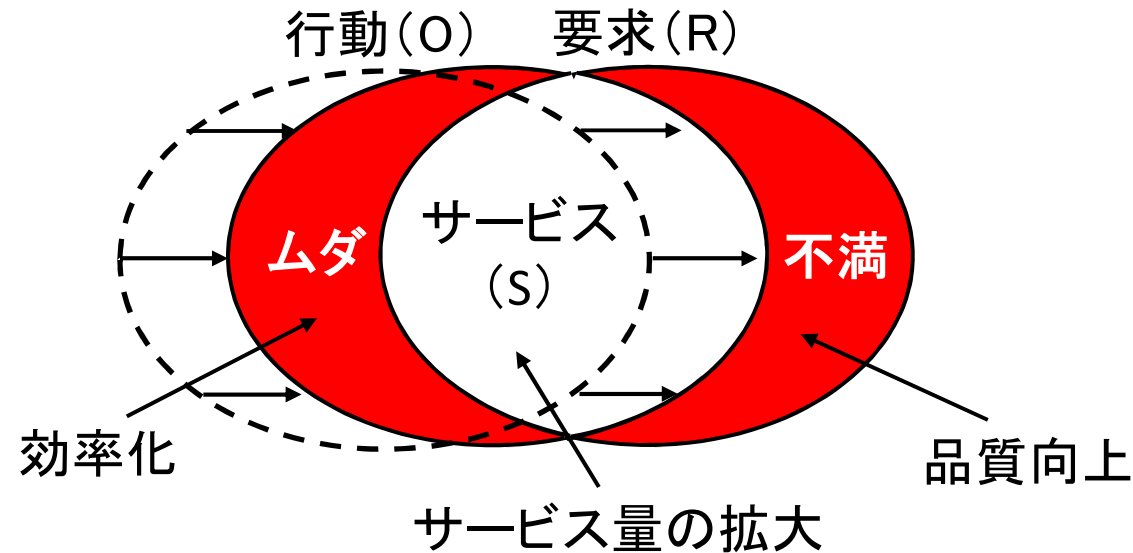 行動(O)
要求(R)
サービス
(S)
ムダ
不満
効率化
品質向上
サービス量の拡大